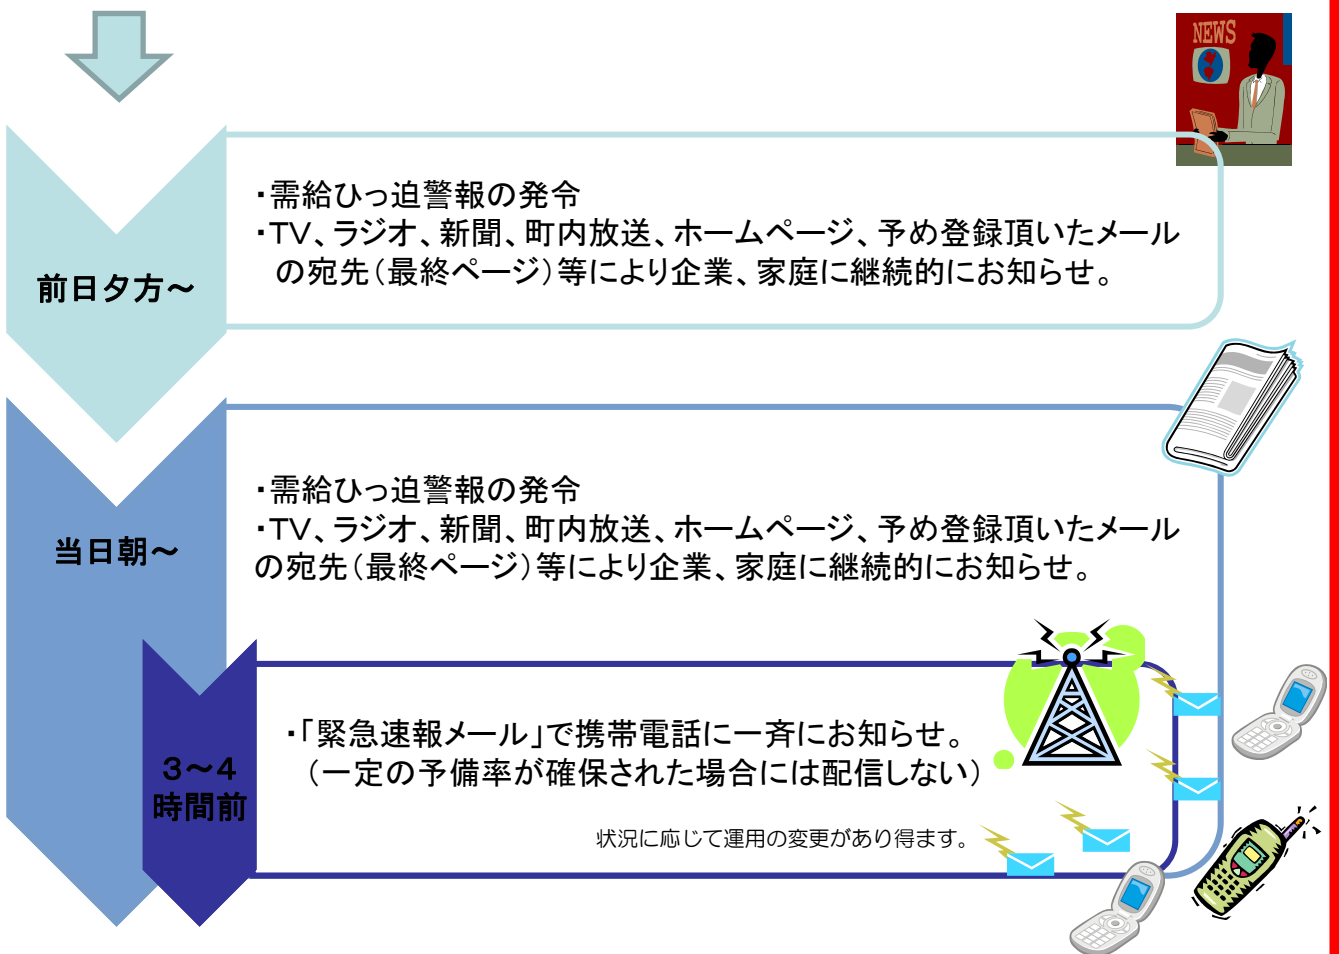 NEWS
前日夕方～
・需給ひっ迫警報の発令
・TV、ラジオ、新聞、町内放送、ホームページ、予め登録頂いたメール
の宛先（最終ページ）等により企業、家庭に継続的にお知らせ。
当日朝～
・需給ひっ迫警報の発令
・TV、ラジオ、新聞、町内放送、ホームページ、予め登録頂いたメール
の宛先（最終ページ）等により企業、家庭に継続的にお知らせ。
３～４
時間前
・「緊急速報メール」で携帯電話に一斉にお知らせ。
（一定の予備率が確保された場合には配信しない）
状況に応じて運用の変更があり得ます。